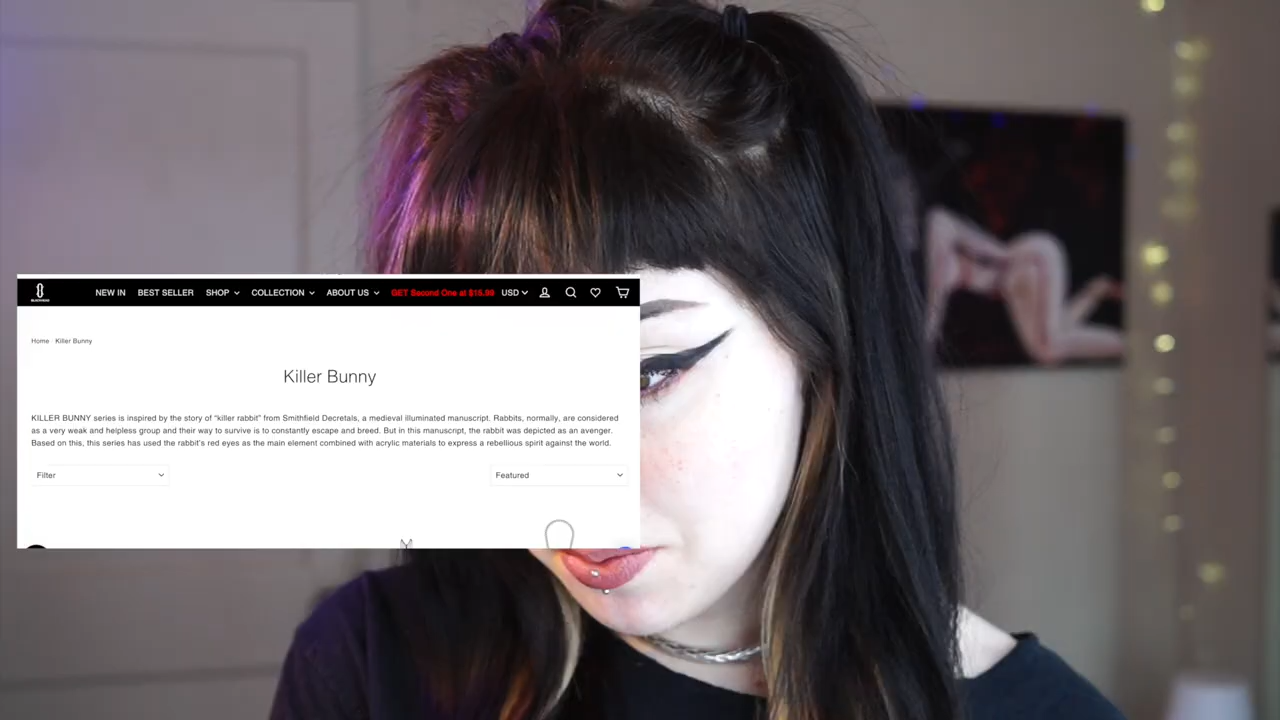 NEW IN BEST SELLER SHOP COLLECTION ABOUT US GET Second One at $15.99 USD
Home Killer Bunny
Killer Bunny
KILLER BUNNY series is inspired by the story of "killer rabbit" from Smithfield Decretals, a medieval illuminated manuscript. Rabbits, normally, are considered
as a very weak and helpless group and their way to survive is to constantly escape and breed. But in this manuscript, the rabbit was depicted as an avenger.
Based on this, this series has used the rabbit's red eyes as the main element combined with acrylic materials to express a rebellious spirit against the world.
Filter Featured